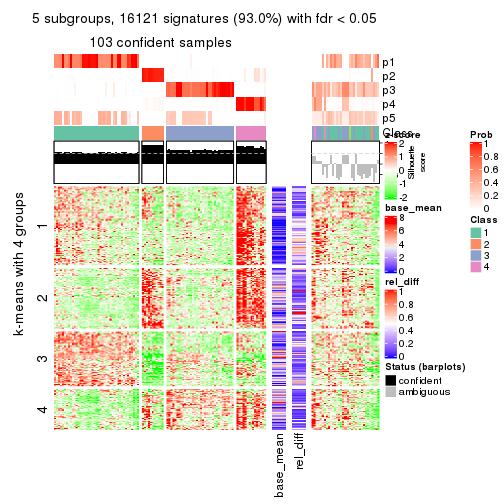 5 subgroups, 16121 signatures (93.0%) with fdr < 0.05
103 confident samples
p1
p2
p3
p4
p5
Class
z-score
2
1
0
-1
-2
Silhouette
score
k-means with 4 groups
1
2
3
4
base_mean
rel_diff
base_mean
8
6
4
2
0
rel_diff
1
0.8
0.6
0.4
0.2
0
Status (barplots)
confident
ambiguous
Prob
1
0.8
0.6
0.4
0.2
0
Class
1
2
3
4